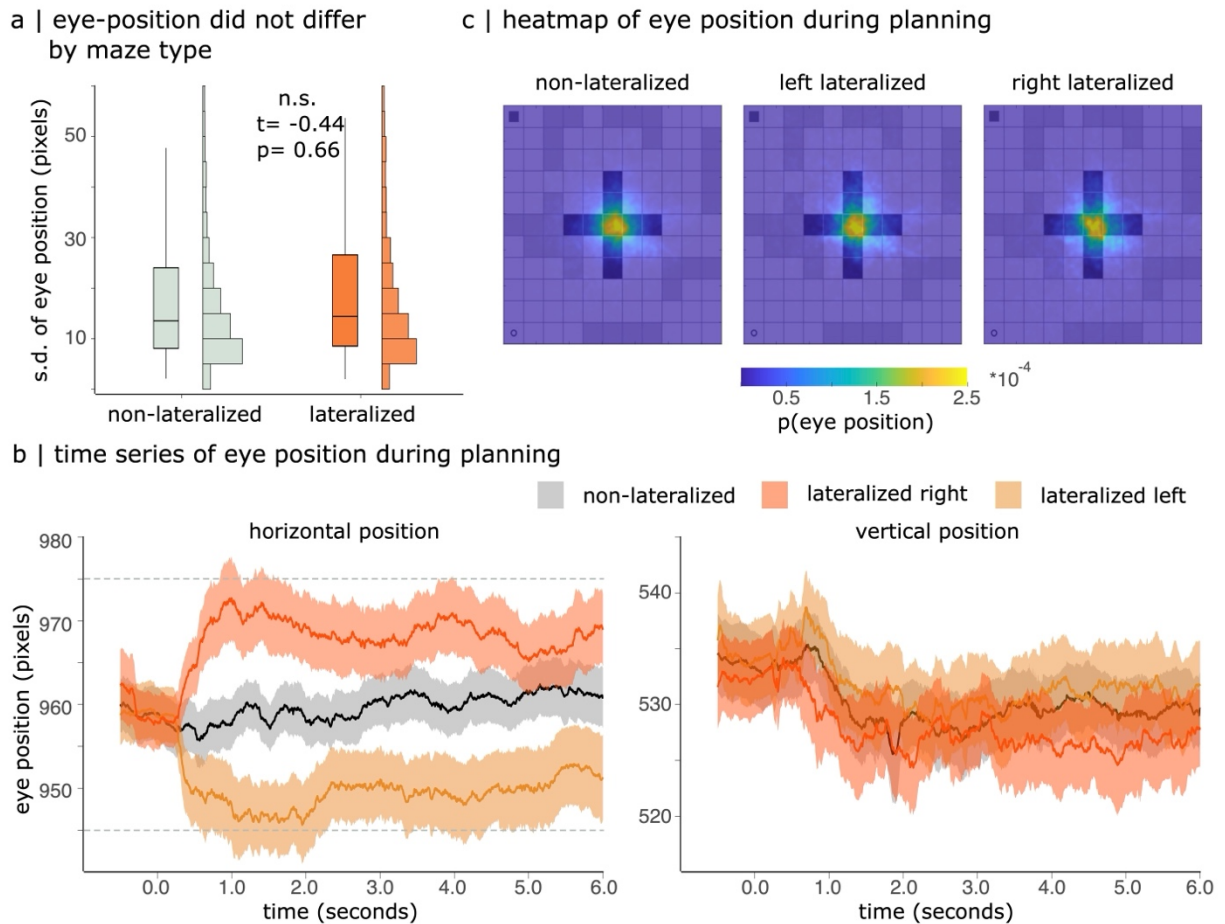 a | eye-position did not differ
by maze type
n.s.
t= -0.44
p= 0.66
s.d. of eye position (pixels)
50
30
10
non-lateralized
lateralized
c | heatmap of eye position during planning
non-lateralized
left lateralized
right lateralized
0.5
1.5
2.5
*10-4
p(eye position)
b | time series of eye position during planning
non-lateralized
lateralized right
lateralized left
horizontal position
eye position (pixels)
980
970
960
950
0.0 1.0 2.0 3.0 4.0 5.0 6.0
time (seconds)
vertical position
540
530
520
0.0 1.0 2.0 3.0 4.0 5.0 6.0
time (seconds)